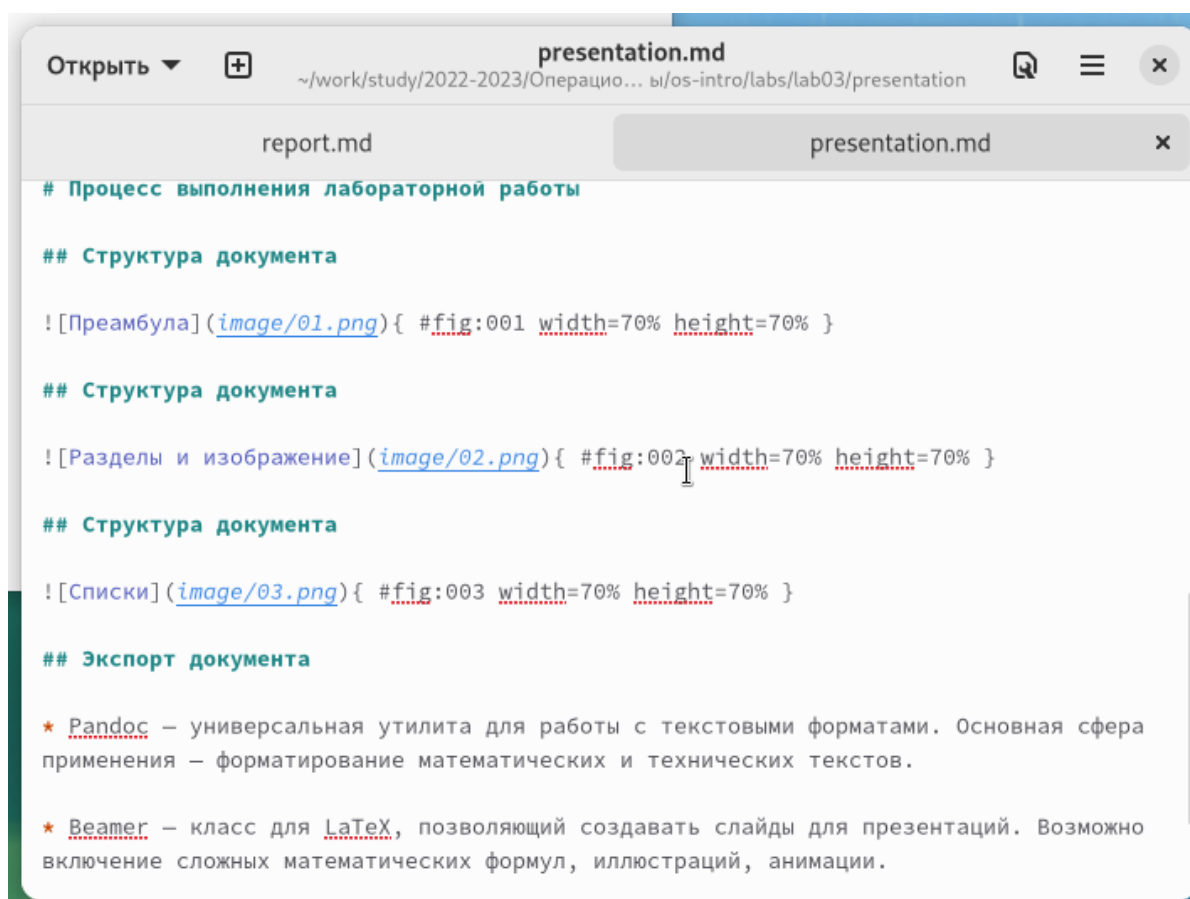 Открыть
presentation.md
~/work/study/2022-2023/Операцио… ы/os-intro/labs/lab03/presentation
report.md
presentation.md
# Процесс выполнения лабораторной работы
## Структура документа
![Преамбула](image/01.png){ #fig:001 width=70% height=70% }
## Структура документа
![Разделы и изображение](image/02.png){ #fig:002 width=70% height=70% }
## Структура документа
![Списки](image/03.png){ #fig:003 width=70% height=70% }
## Экспорт документа
* Pandoc — универсальная утилита для работы с текстовыми форматами. Основная сфера
применения — форматирование математических и технических текстов.
* Beamer — класс для LaTeX, позволяющий создавать слайды для презентаций. Возможно
включение сложных математических формул, иллюстраций, анимации.